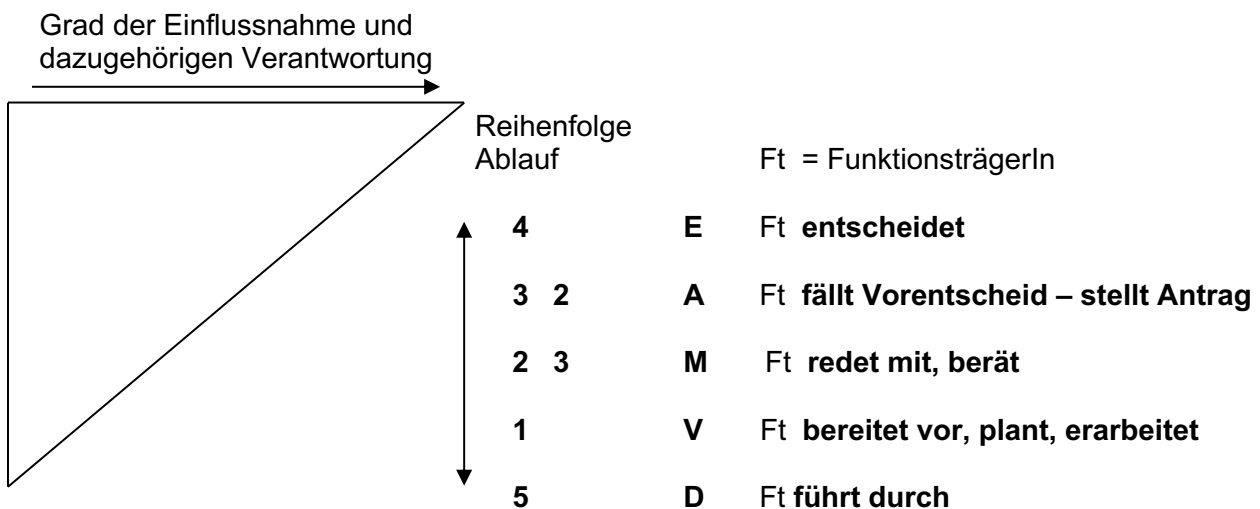 Grad der Einflussnahme und
dazugehörigen Verantwortung
Reihenfolge
Ablauf Ft = FunktionsträgerIn
4 E Ft entscheidet
3 2 A Ft fällt Vorentscheid – stellt Antrag
2 3 M Ft redet mit, berät
1 V Ft bereitet vor, plant, erarbeitet
5 D Ft führt durch